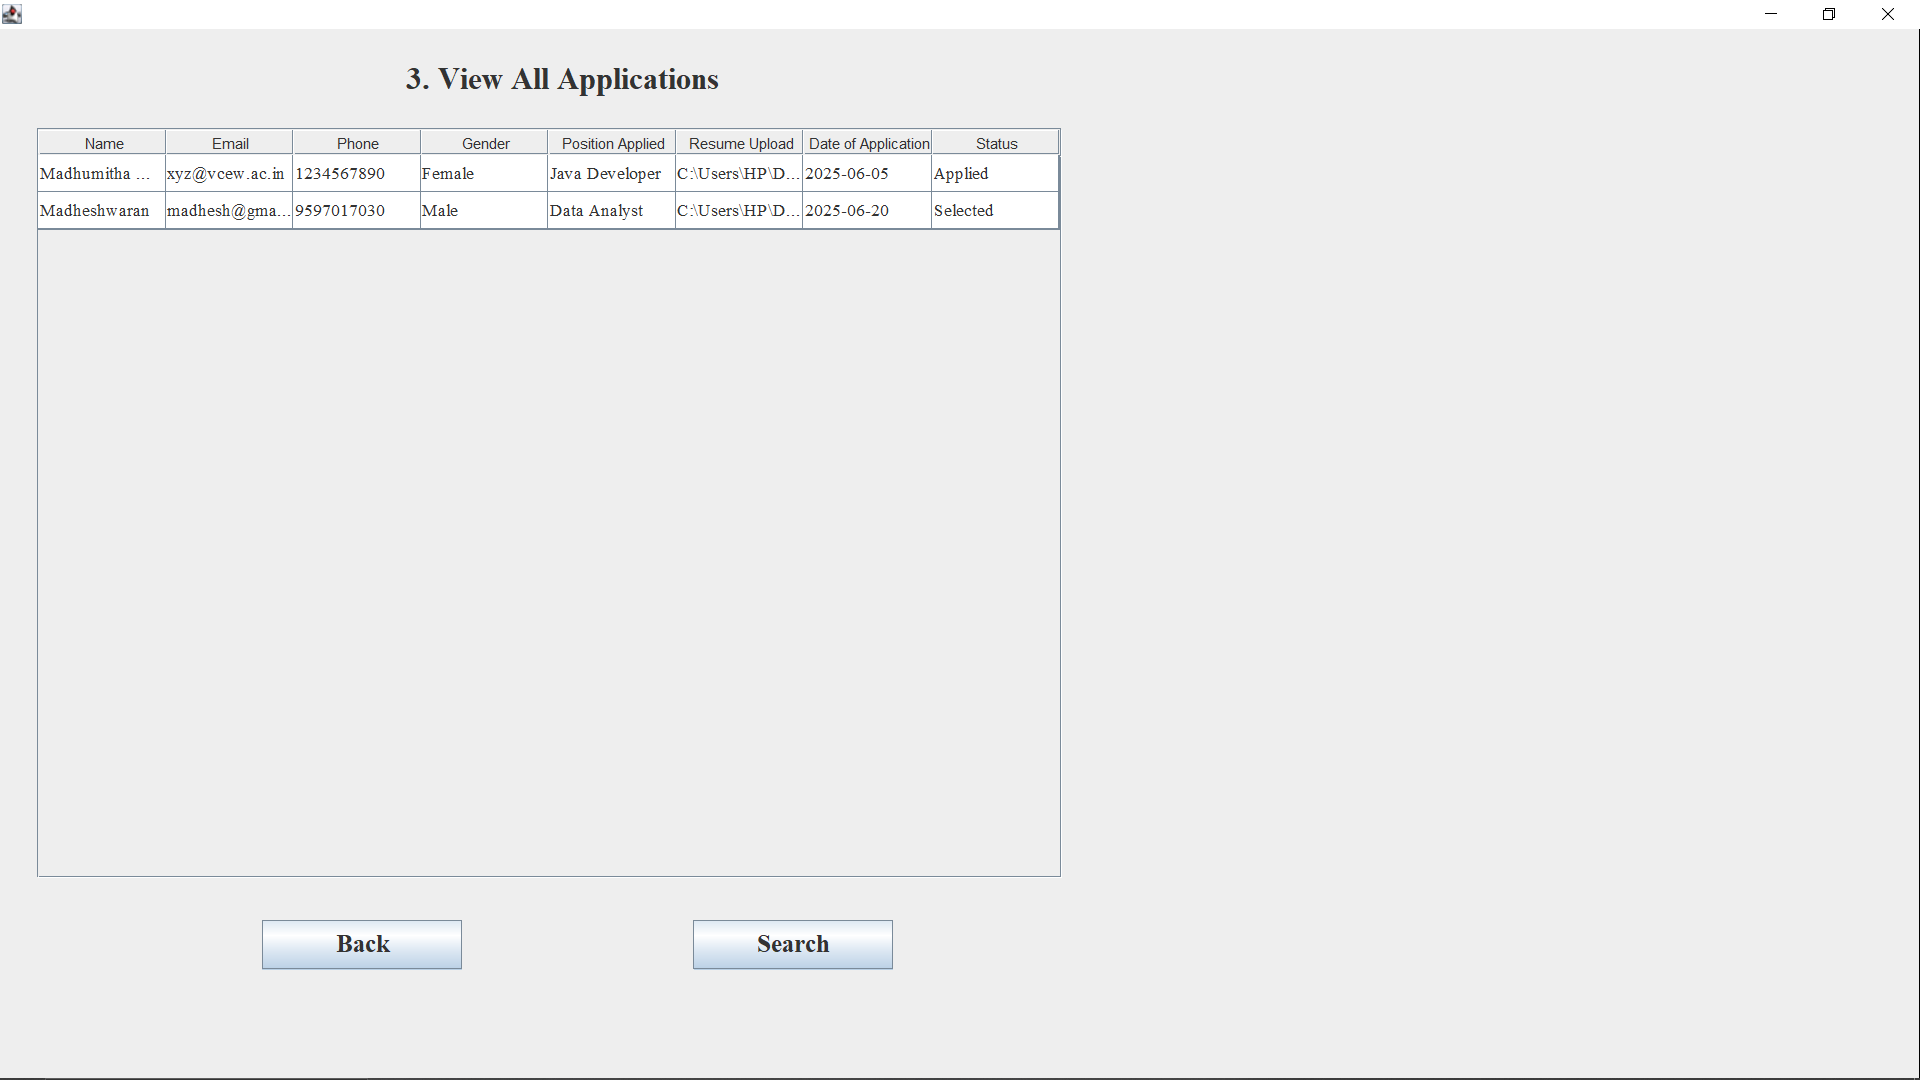 3. View All Applications
Name Email Phone Gender Position Applied Resume Upload Date of Application Status
Madhumitha ... xyz@vcew.ac.in 1234567890 Female Java Developer C:\Users\HP\D... 2025-06-05 Applied
Madheshwaran madhesh@gma... 9597017030 Male Data Analyst C:\Users\HP\D... 2025-06-20 Selected
Back Search